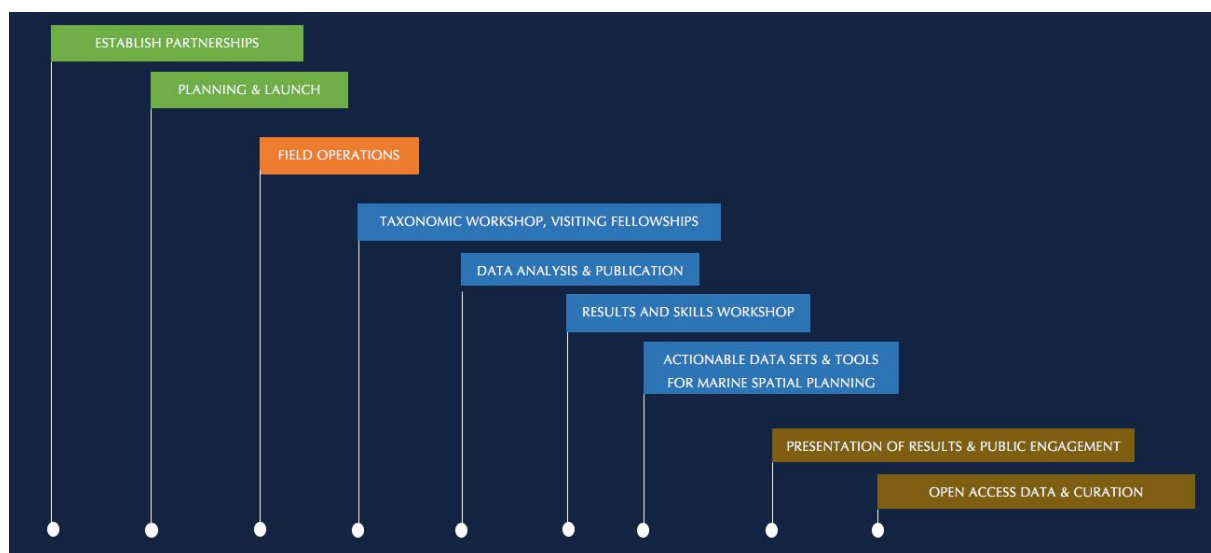 ESTABLISH PARTNERSHIPS
PLANNING & LAUNCH
FIELD OPERATIONS
TAXONOMIC WORKSHOP, VISITING FELLOWSHIPS
DATA ANALYSIS & PUBLICATION
RESULTS AND SKILLS WORKSHOP
ACTIONABLE DATA SETS & TOOLS
FOR MARINE SPATIAL PLANNING
PRESENTATION OF RESULTS & PUBLIC ENGAGEMENT
OPEN ACCESS DATA & CURATION